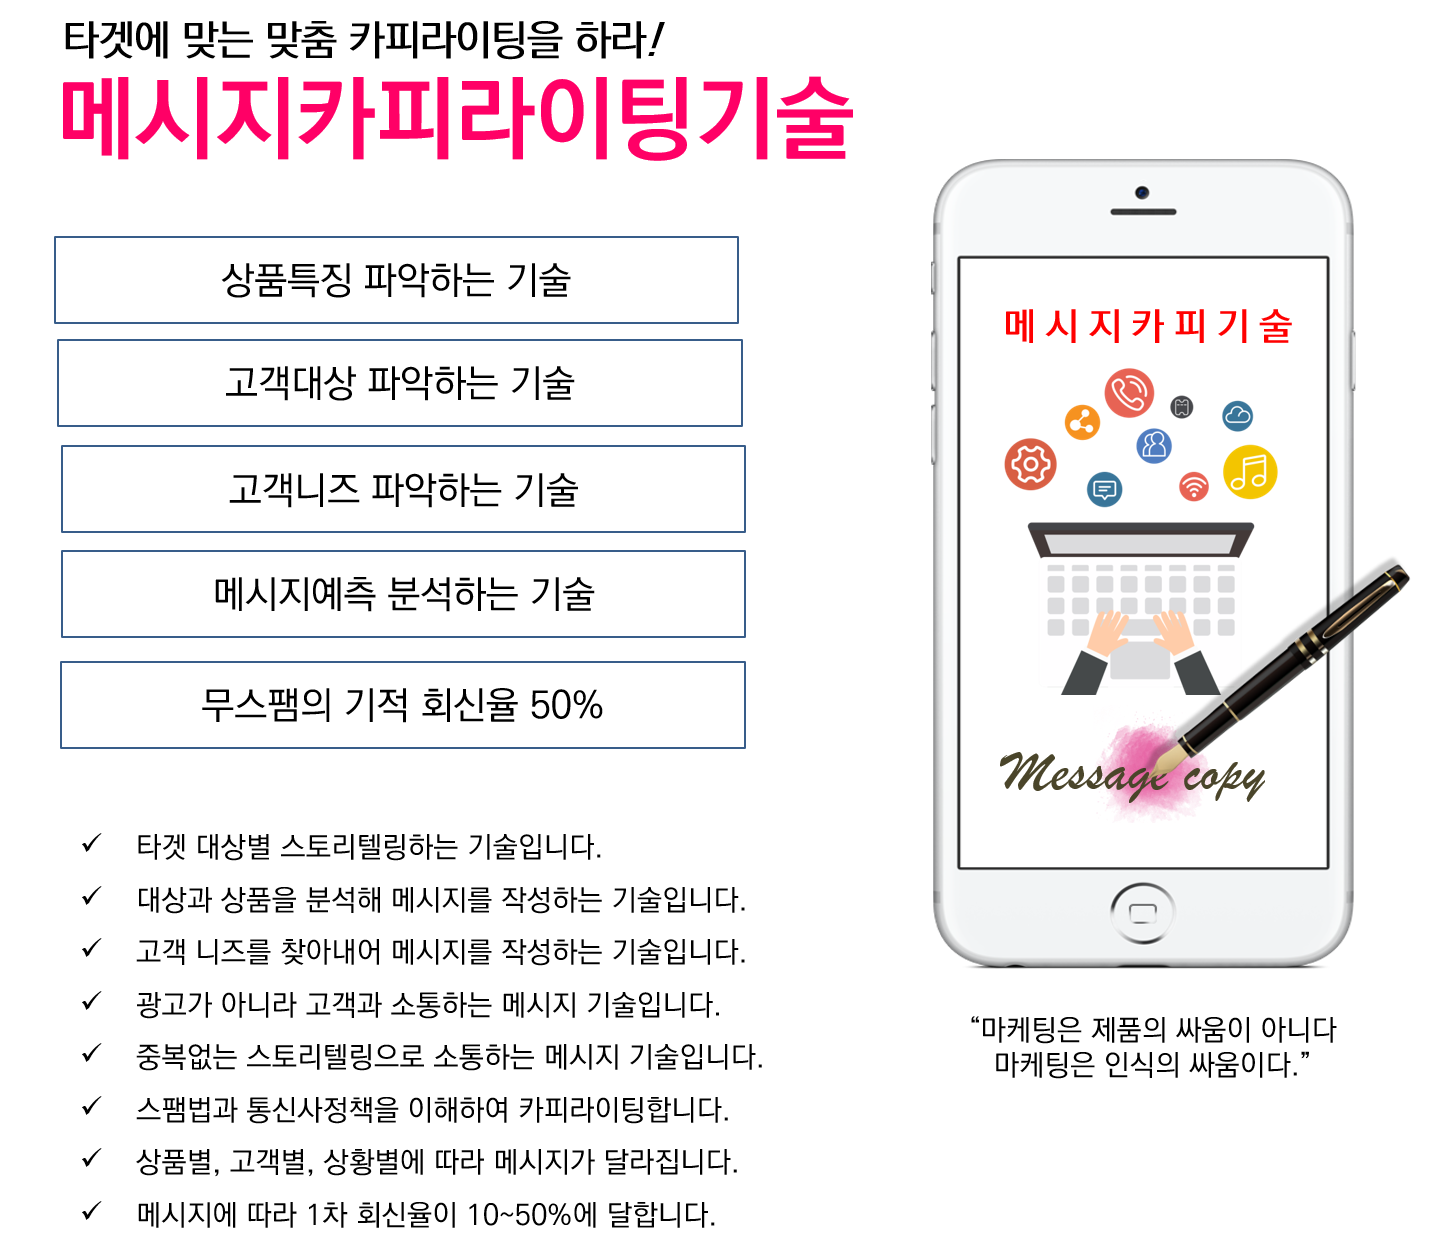 타겟에 맞는 맞춤 카피라이팅을 하라!
메시지카피라이팅기술
상품특징 파악하는 기술
고객대상 파악하는 기술
고객니즈 파악하는 기술
메시지예측 분석하는 기술
무스팸의 기적 회신율 50%
✓ 타겟 대상별 스토리텔링하는 기술입니다.
✓ 대상과 상품을 분석해 메시지를 작성하는 기술입니다.
✓ 고객 니즈를 찾아내어 메시지를 작성하는 기술입니다.
✓ 광고가 아니라 고객과 소통하는 메시지 기술입니다.
✓ 중복없는 스토리텔링으로 소통하는 메시지 기술입니다.
✓ 스팸법과 통신사정책을 이해하여 카피라이팅합니다.
✓ 상품별, 고객별, 상황별에 따라 메시지가 달라집니다.
✓ 메시지에 따라 1차 회신율이 10~50%에 달합니다.
메시지카피기술
Message copy
“마케팅은 제품의 싸움이 아니다
마케팅은 인식의 싸움이다.”